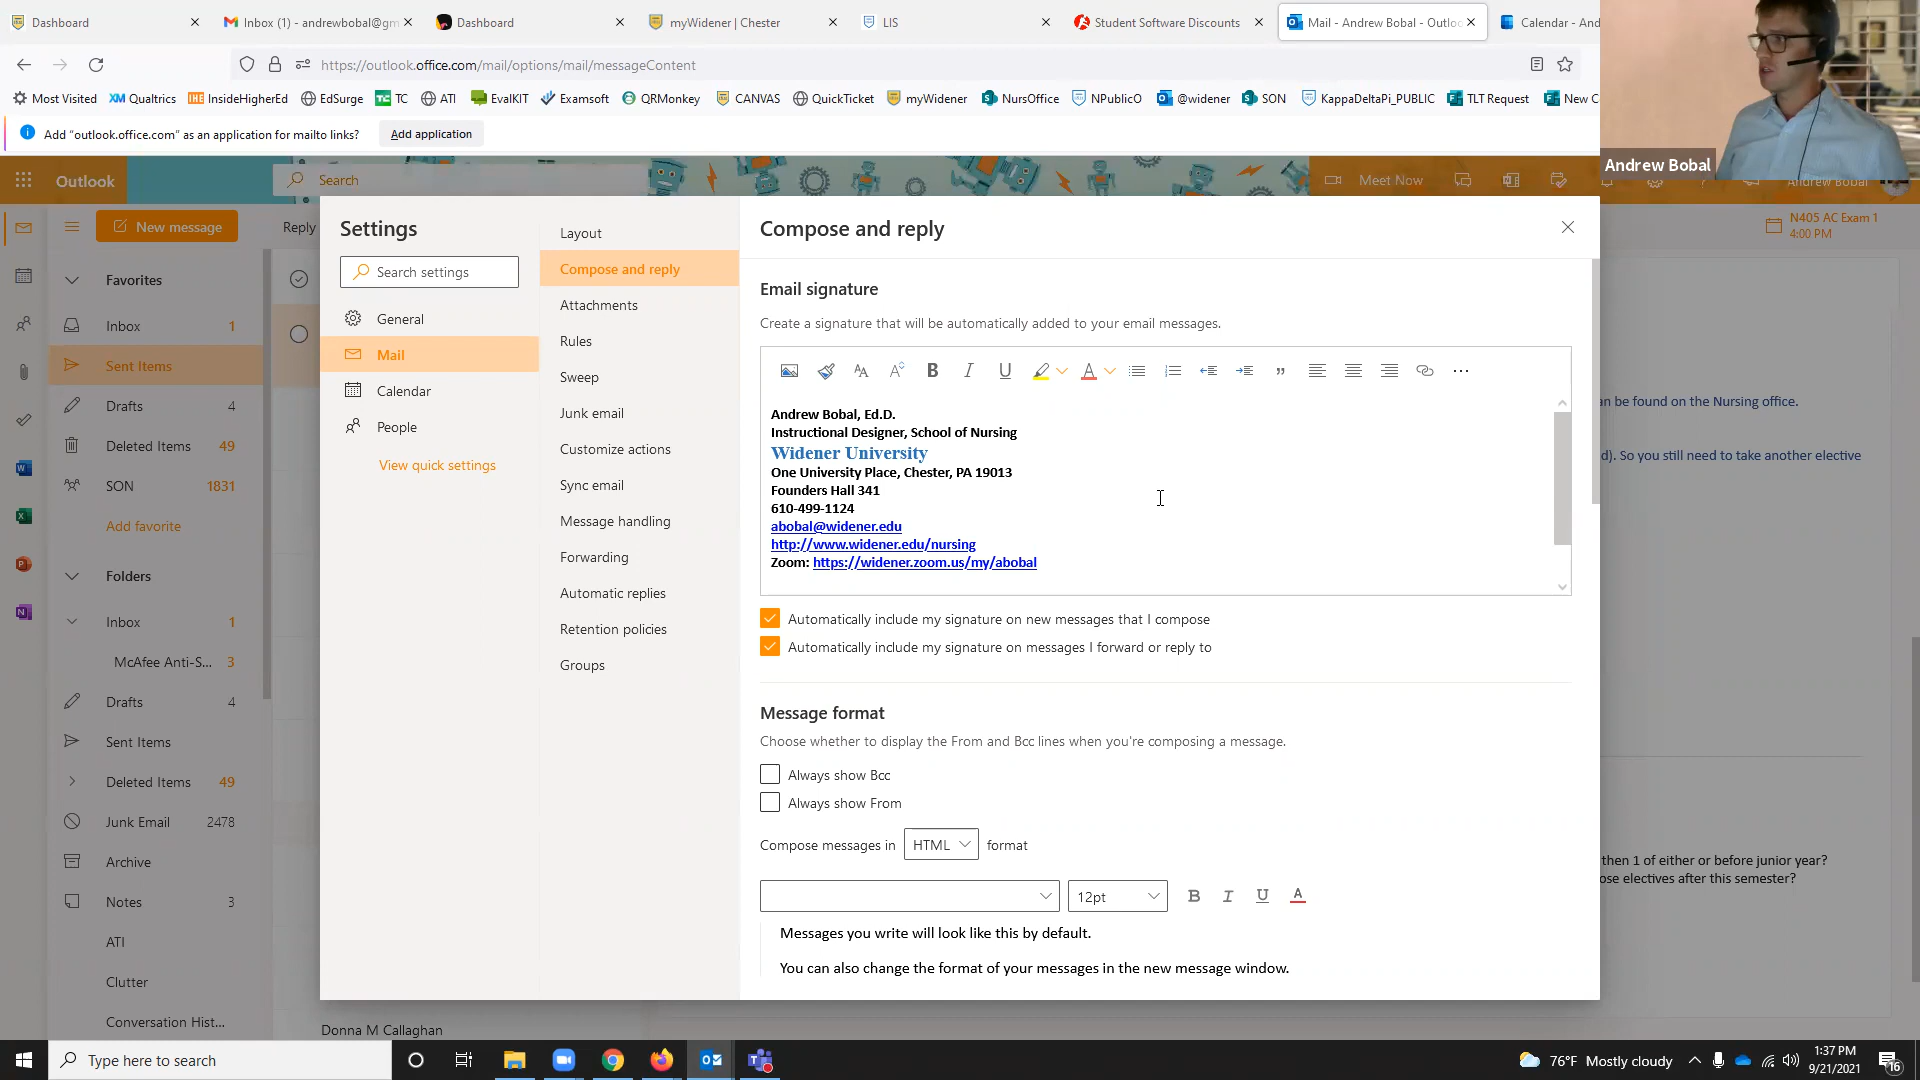 Dashboard
Inbox (1) - andrewbobal@gm
Dashboard
myWidener | Chester
LIS
Student Software Discounts
Mail - Andrew Bobal - Outloo
Calendar - And
https://outlook.office.com/mail/options/mail/messageContent
Most Visited
Qualtrics
InsideHigherEd
EdSurge
TC
ATI
EvalKIT
Examsoft
QRMonkey
CANVAS
QuickTicket
myWidener
NursOffice
NPublicO
@widener
SON
KappaDeltaPi_PUBLIC
TLT Request
New C
Add "outlook.office.com" as an application for mailto links?
Add application
Andrew Bobal
Outlook
Search
Meet Now
Andrew Bobal
New message
Reply
N405 AC Exam 1
4:00 PM
Favorites
Inbox 1
Sent Items
Drafts 4
Deleted Items 49
SON 1831
Add favorite
Folders
Inbox 1
McAfee Anti-S... 3
Drafts 4
Sent Items
Deleted Items 49
Junk Email 2478
Archive
Notes 3
ATI
Clutter
Conversation Hist...
Settings
Search settings
General
Mail
Calendar
People
View quick settings
Layout
Compose and reply
Attachments
Rules
Sweep
Junk email
Customize actions
Sync email
Message handling
Forwarding
Automatic replies
Retention policies
Groups
Compose and reply
Email signature
Create a signature that will be automatically added to your email messages.
Andrew Bobal, Ed.D.
Instructional Designer, School of Nursing
Widener University
One University Place, Chester, PA 19013
Founders Hall 341
610-499-1124
abobal@widener.edu
http://www.widener.edu/nursing
Zoom: https://widener.zoom.us/my/abobal
Automatically include my signature on new messages that I compose
Automatically include my signature on messages I forward or reply to
Message format
Choose whether to display the From and Bcc lines when you're composing a message.
Always show Bcc
Always show From
Compose messages in HTML format
12pt
B I U A
Messages you write will look like this by default.
You can also change the format of your messages in the new message window.
an be found on the Nursing office.
d). So you still need to take another elective
then 1 of either or before junior year?
ose electives after this semester?
Donna M Callaghan
Type here to search
76°F Mostly cloudy
1:37 PM
9/21/2021
16